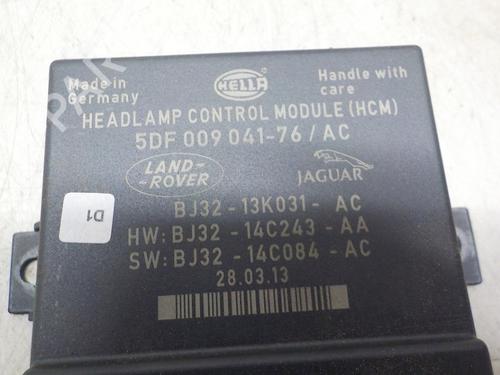 Made in
Germany
HELLA
Handle with
care
HEADLAMP CONTROL MODULE (HCM)
5DF 009 041-76 / AC
LAND-
-ROVER
JAGUAR
BJ32 - 13K031 - AC
HW: BJ32 - 14C243 - AA
SW: BJ32 - 14C084 - AC
28.03.13
D1